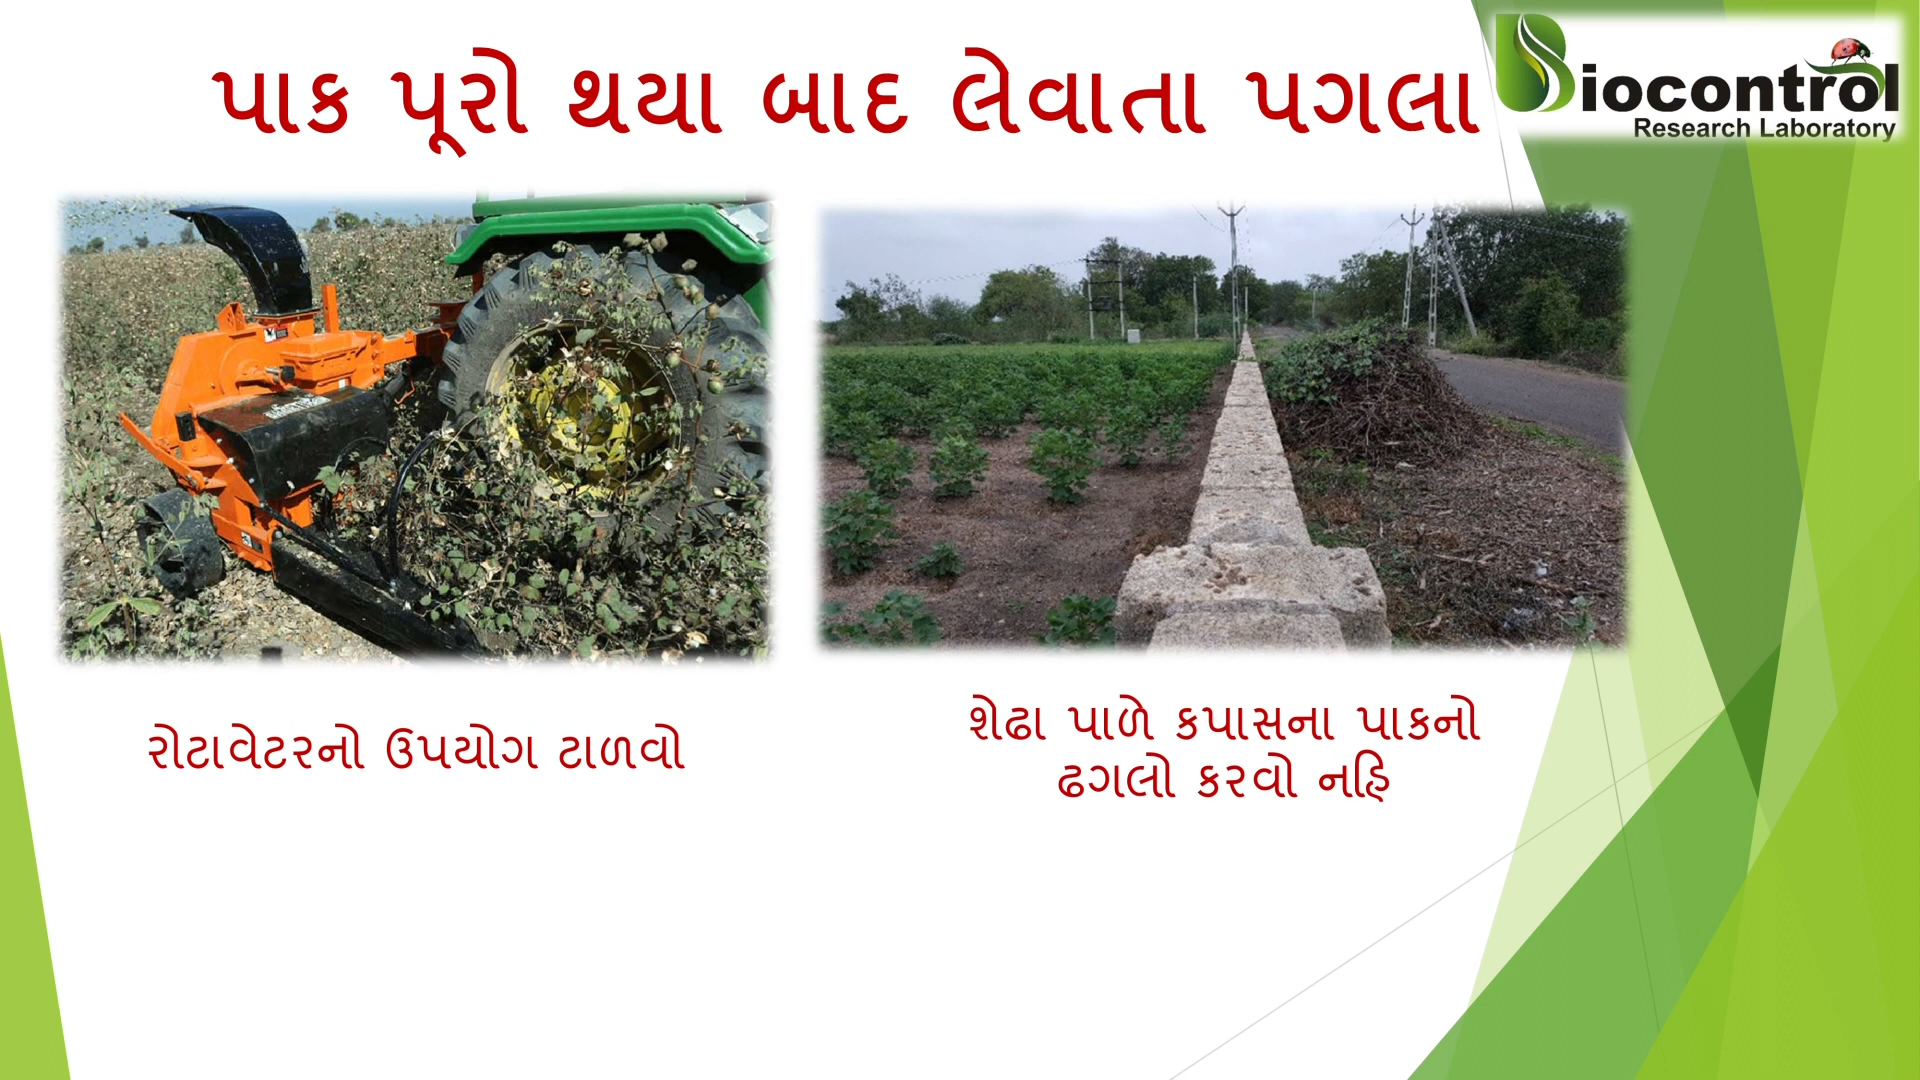 પાક પૂરો થયા બાદ લેવાતા પગલા
Biocontrol
Research Laboratory
રોટાવેટરનો ઉપયોગ ટાળવો
શેઢા પાળે કપાસના પાકનો
ઢગલો કરવો નહિ